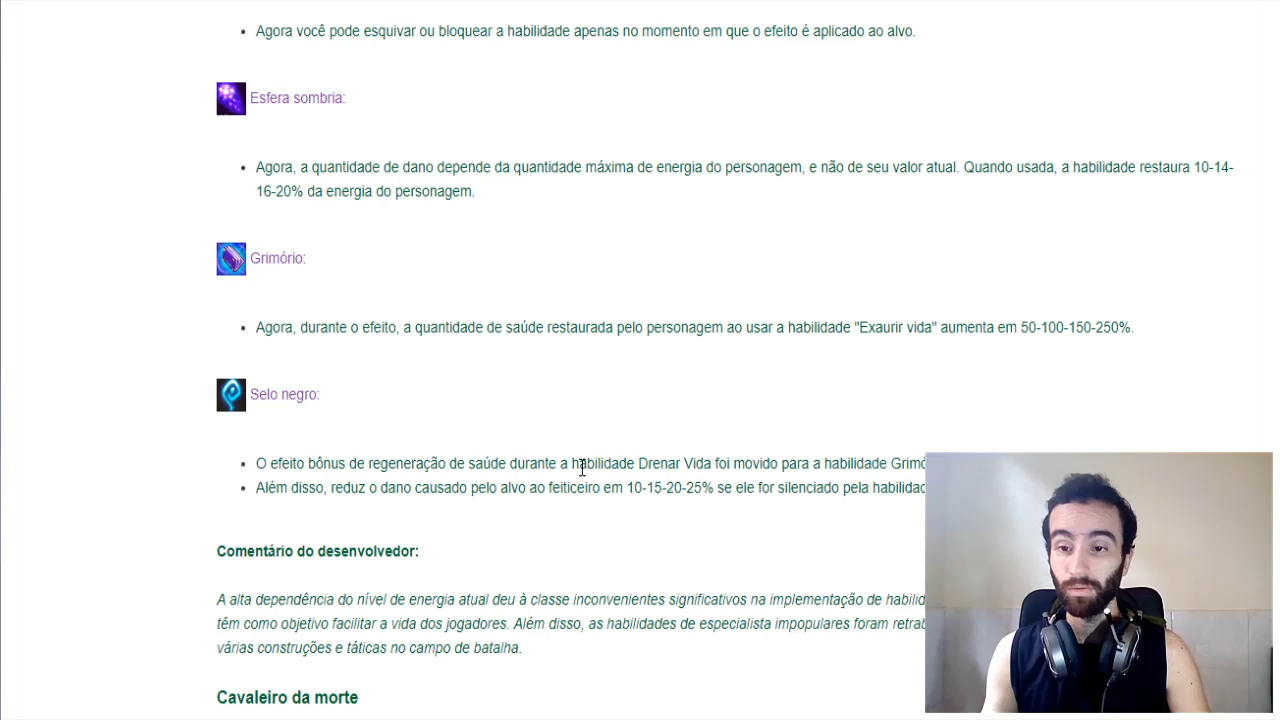 Agora você pode esquivar ou bloquear a habilidade apenas no momento em que o efeito é aplicado ao alvo.
Esfera sombria:
Agora, a quantidade de dano depende da quantidade máxima de energia do personagem, e não de seu valor atual. Quando usada, a habilidade restaura 10-14-
16-20% da energia do personagem.
Grimório:
Agora, durante o efeito, a quantidade de saúde restaurada pelo personagem ao usar a habilidade "Exaurir vida" aumenta em 50-100-150-250%.
Selo negro:
O efeito bônus de regeneração de saúde durante a habilidade Drenar Vida foi movido para a habilidade
Além disso, reduz o dano causado pelo alvo ao feiticeiro em 10-15-20-25% se ele for silenciado pela
Comentário do desenvolvedor:
A alta dependência do nível de energia atual deu à classe inconvenientes significativos na implementação de
têm como objetivo facilitar a vida dos jogadores. Além disso, as habilidades de especialista impopulares foram
várias construções e táticas no campo de batalha.
Cavaleiro da morte